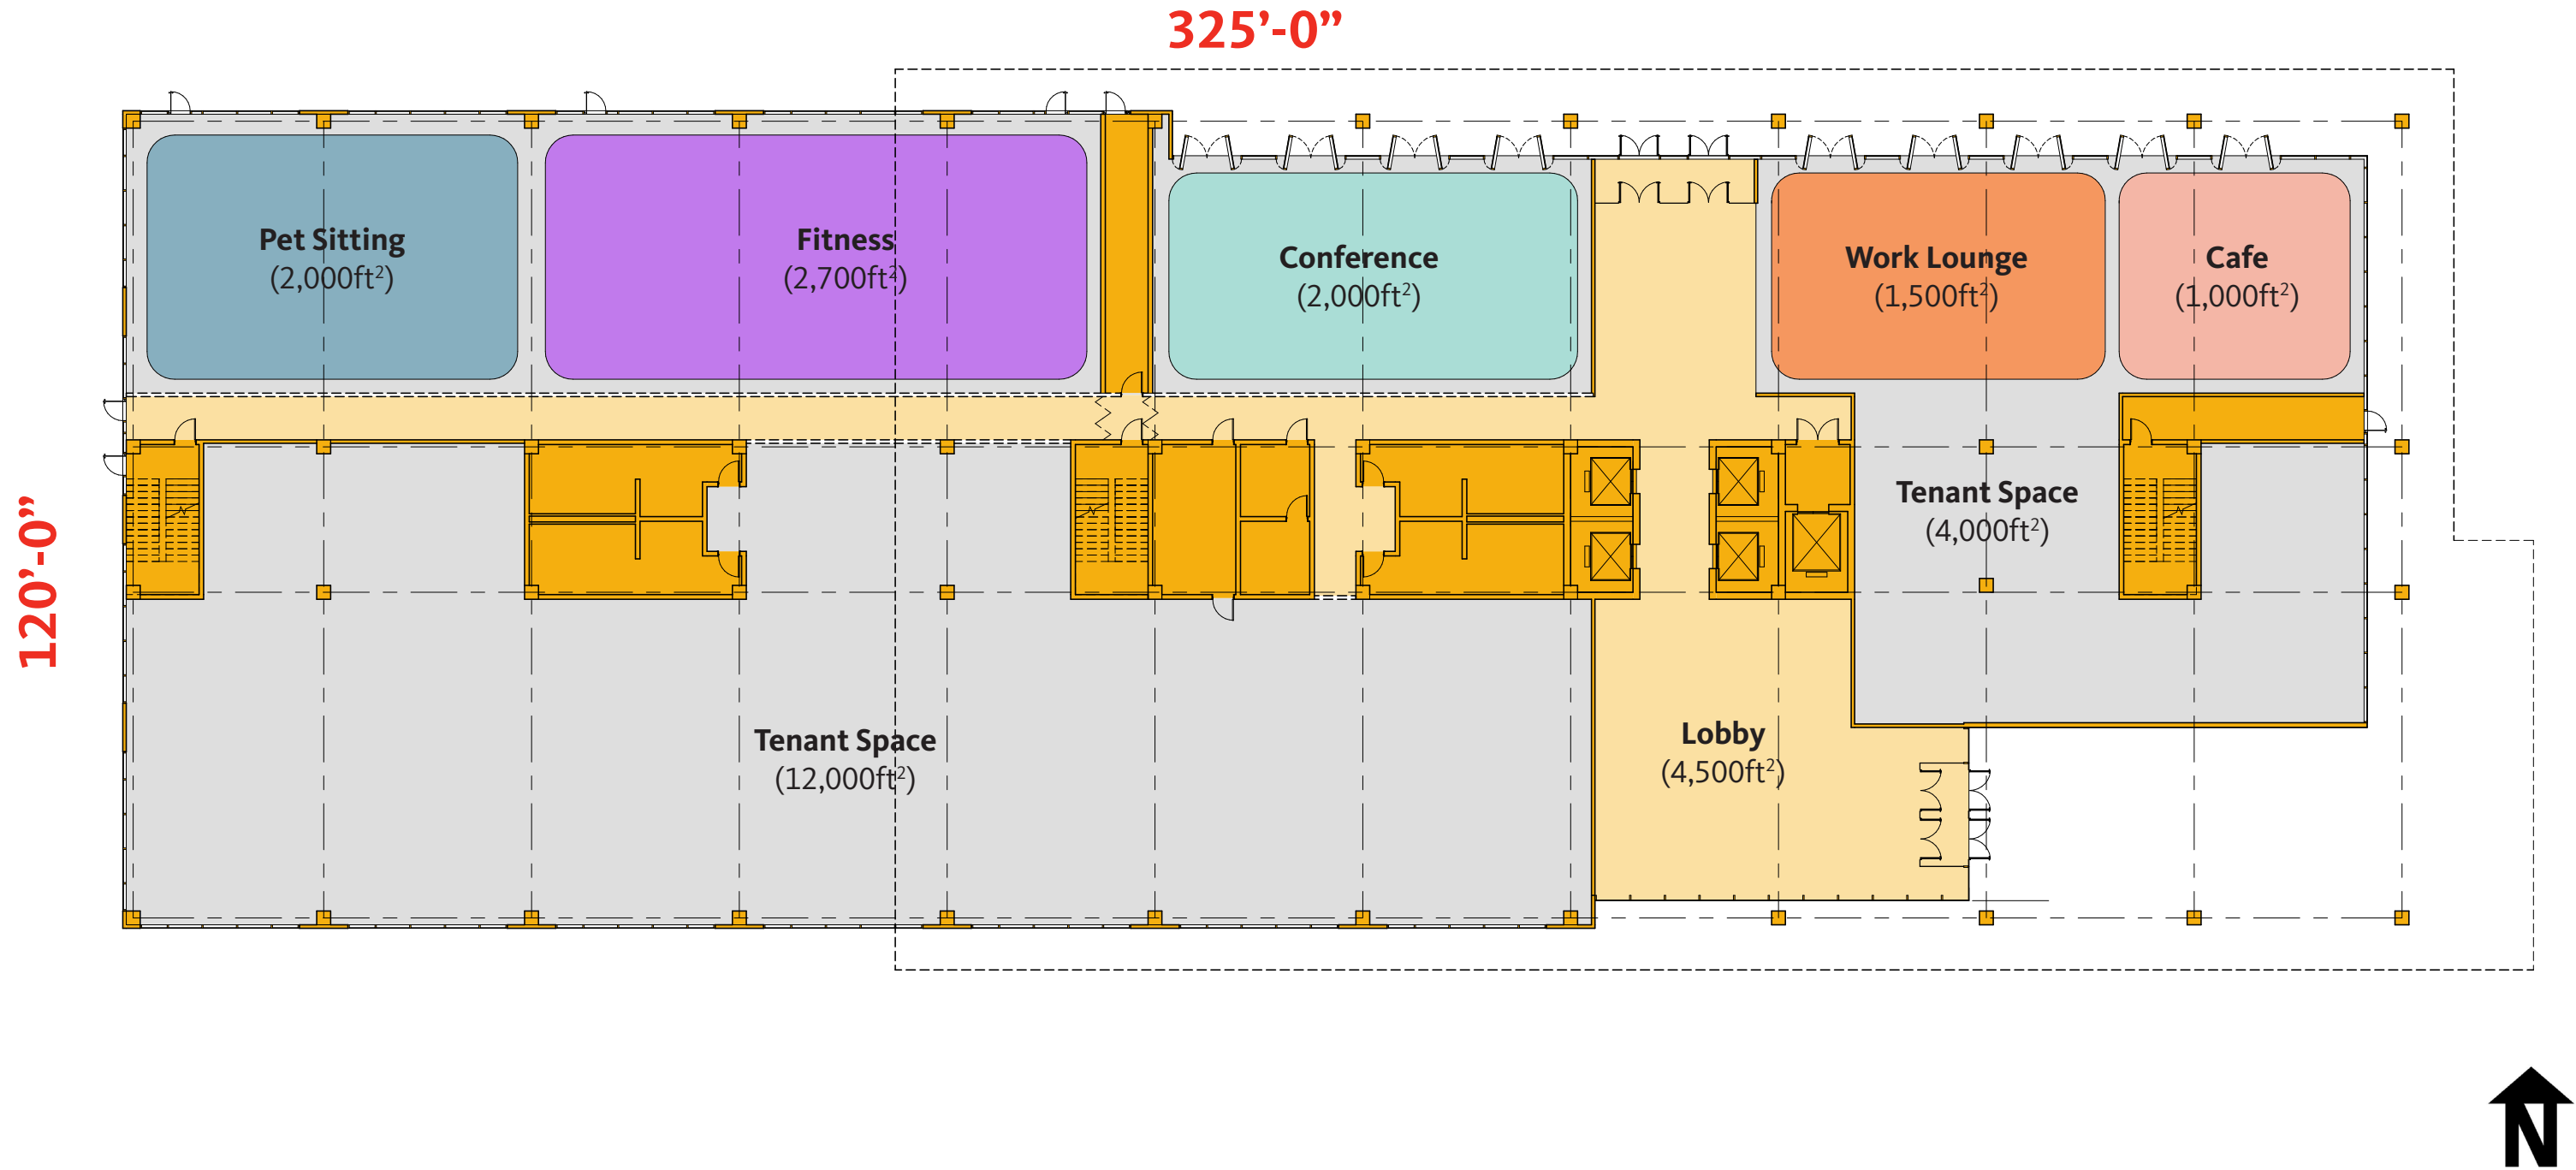 325’-0”
Pet Sitting
(2,000ft²)
Fitness
(2,700ft²)
Conference
(2,000ft²)
Work Lounge
(1,500ft²)
Cafe
(1,000ft²)
120’-0”
Tenant Space
(4,000ft²)
Tenant Space
(12,000ft²)
Lobby
(4,500ft²)
N